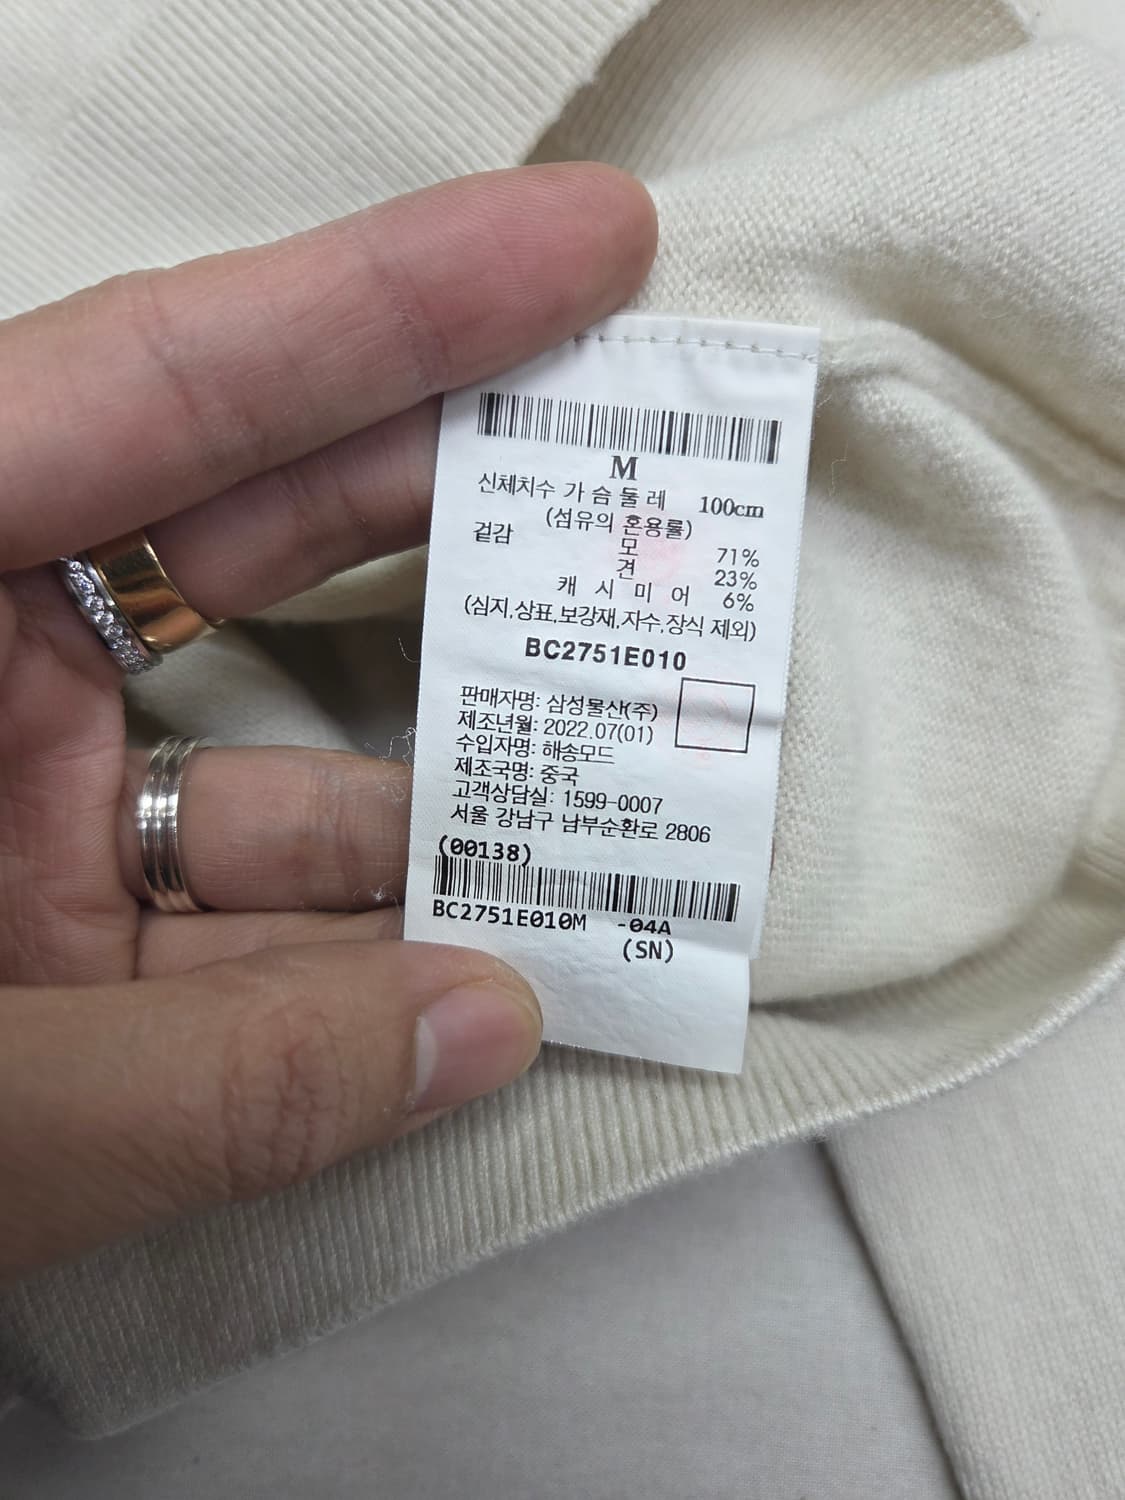 M
신체치수 가슴둘레 100cm
(섬유의 혼용률)
겉감 모 71%
견 23%
캐시미어 6%
(심지,상표,보강재,자수,장식 제외)
BC2751E010
판매자명: 삼성물산(주)
제조년월: 2022.07(01)
수입자명: 해송모드
제조국명: 중국
고객상담실: 1599-0007
서울 강남구 남부순환로 2806
(00138)
BC2751E010M -04A
(SN)